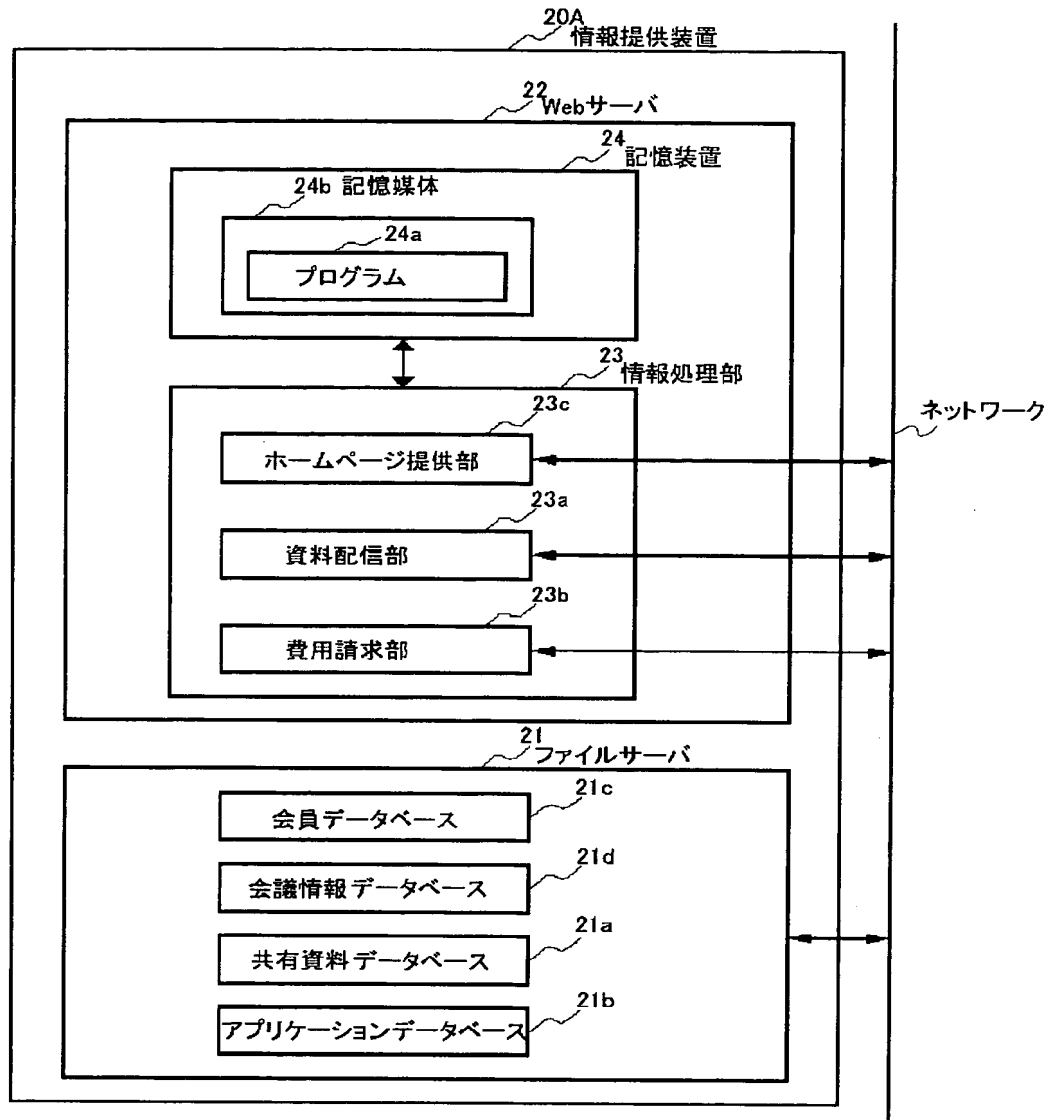 20A
情報提供装置
22
Webサーバ
24
記憶装置
24b 記憶媒体
24a
プログラム
23
情報処理部
23c
ホームページ提供部
ネットワーク
23a
資料配信部
23b
費用請求部
21
ファイルサーバ
21c
会員データベース
21d
会議情報データベース
21a
共有資料データベース
21b
アプリケーションデータベース